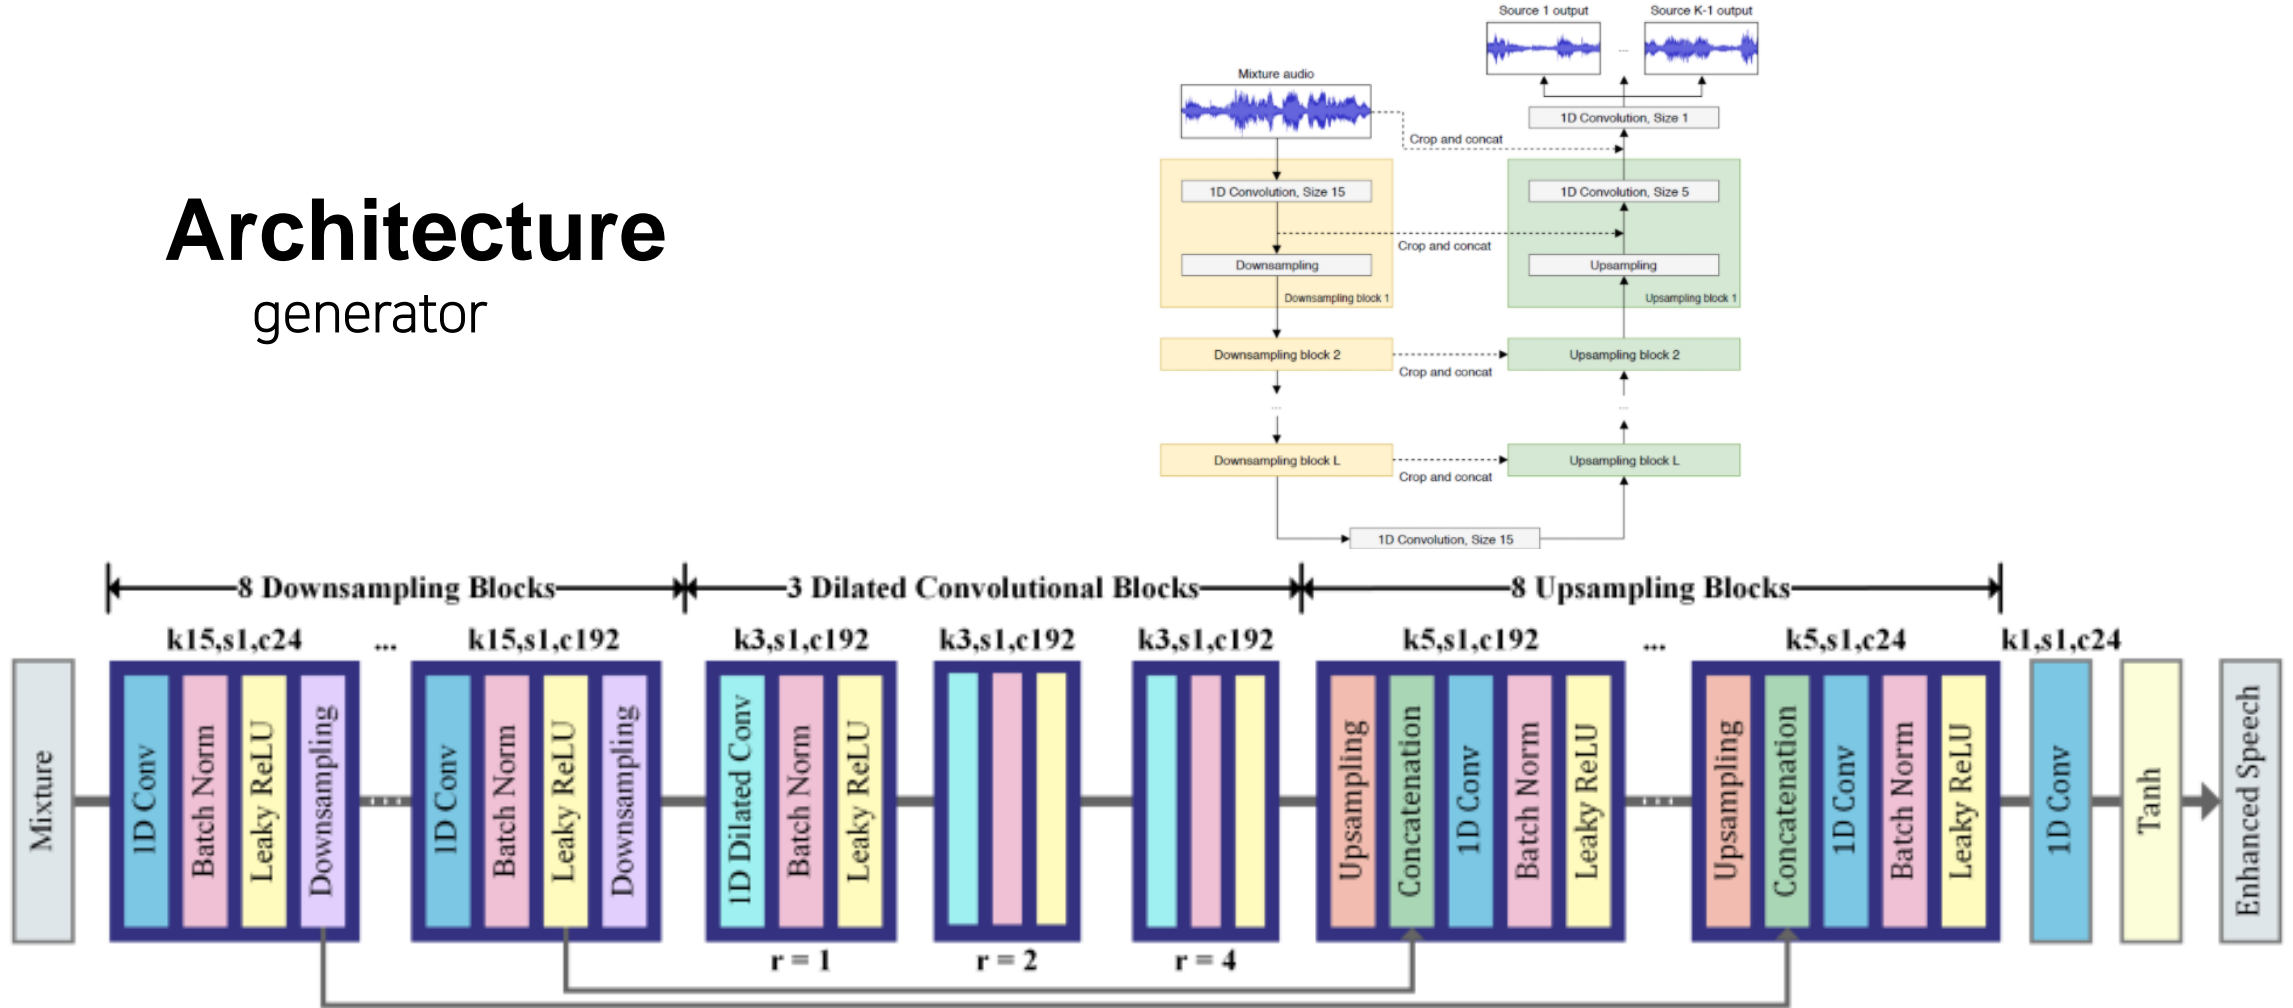 Architecture
generator
Source 1 output
...
Source K-1 output
Mixture audio
1D Convolution, Size 1
Crop and concat
1D Convolution, Size 15
1D Convolution, Size 5
Crop and concat
Downsampling
Upsampling
Downsampling block 1
Upsampling block 1
Downsampling block 2
Upsampling block 2
Crop and concat
...
...
Downsampling block L
Upsampling block L
Crop and concat
1D Convolution, Size 15
8 Downsampling Blocks
3 Dilated Convolutional Blocks
8 Upsampling Blocks
k15,s1,c24
...
k15,s1,c192
k3,s1,c192
k3,s1,c192
k3,s1,c192
k5,s1,c192
...
k5,s1,c24
k1,s1,c24
Mixture
1D Conv
Batch Norm
Leaky ReLU
Downsampling
...
1D Conv
Batch Norm
Leaky ReLU
Downsampling
1D Dilated Conv
Batch Norm
Leaky ReLU
Upsampling
Concatenation
1D Conv
Batch Norm
Leaky ReLU
...
Upsampling
Concatenation
1D Conv
Batch Norm
Leaky ReLU
1D Conv
Tanh
Enhanced Speech
r = 1
r = 2
r = 4